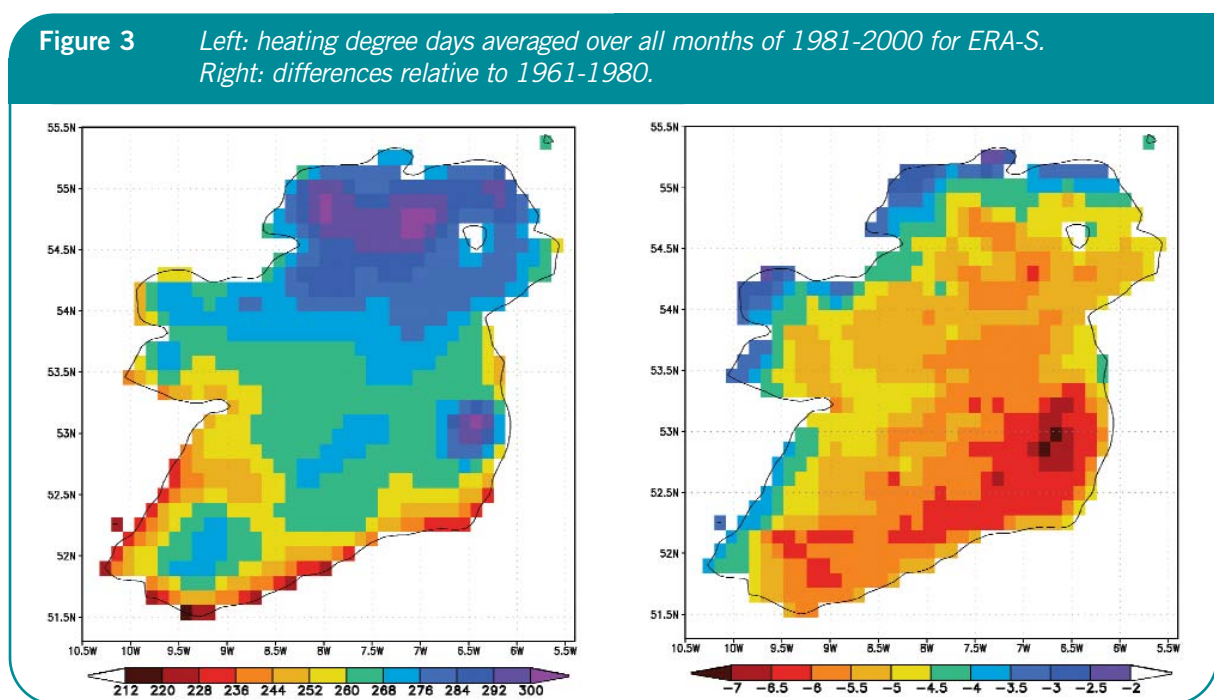 Figure 3 Left: heating degree days averaged over all months of 1981-2000 for ERA-S.
Right: differences relative to 1961-1980.
55.5N
55N
54.5N
54N
53.5N
53N
52.5N
52N
51.5N
10.5W 10W 9.5W 9W 8.5W 8W 7.5W 7W 6.5W 6W 5.5W
212 220 228 236 244 252 260 268 276 284 292 300
55.5N
55N
54.5N
54N
53.5N
53N
52.5N
52N
51.5N
10.5W 10W 9.5W 9W 8.5W 8W 7.5W 7W 6.5W 6W 5.5W
-7 -6.5 -6 -5.5 -5 -4.5 -4 -3.5 -3 -2.5 -2